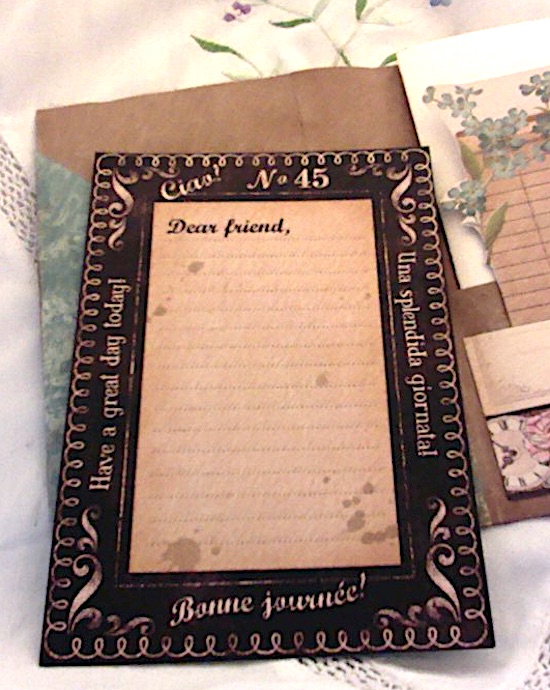 Ciao! No 45
Dear friend,
Have a great day today!
Una splendida giornata!
Bonne journée!